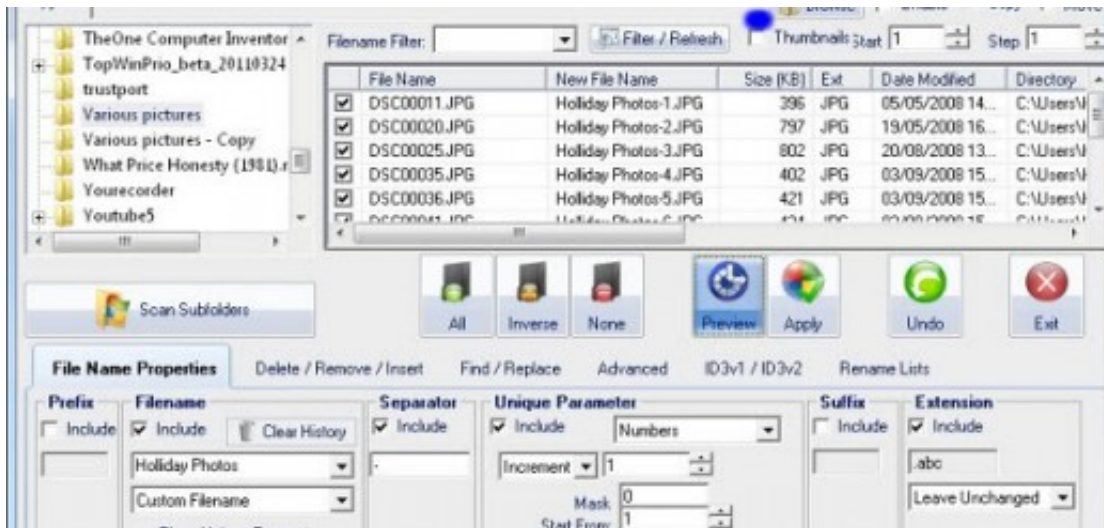 Browse
TheOne Computer Inventor
Filename Filter:
Filter / Refresh
Thumbnails Start 1
Step 1
TopWinPrio_beta_20110324
trustport
Various pictures
Various pictures - Copy
What Price Honesty (1981).r
Yourecorder
Youtube5
File Name New File Name Size (KB) Ext Date Modified Directory
DSC00011.JPG Holliday Photos-1.JPG 396 JPG 05/05/2008 14... C:\Users\
DSC00020.JPG Holliday Photos-2.JPG 797 JPG 19/05/2008 16... C:\Users\
DSC00025.JPG Holliday Photos-3.JPG 802 JPG 20/08/2008 13... C:\Users\
DSC00035.JPG Holliday Photos-4.JPG 402 JPG 03/09/2008 15... C:\Users\
DSC00036.JPG Holliday Photos-5.JPG 421 JPG 03/09/2008 15... C:\Users\
Scan Subfolders
All Inverse None Preview Apply Undo Exit
File Name Properties Delete / Remove / Insert Find / Replace Advanced ID3v1 / ID3v2 Rename Lists
Prefix Filename Separator Unique Parameter Suffix Extension
Include Include Clear History Include Include Numbers Include Include
Holliday Photos - Increment 1 .abc
Custom Filename Mask 0 Leave Unchanged
Start From: 1